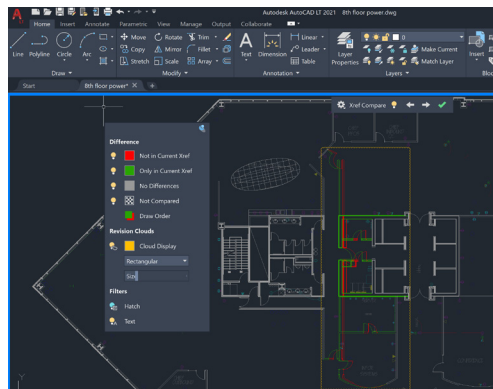 Autodesk AutoCAD LT 2021 8th floor power.dwg
Home Insert Annotate Parametric View Manage Output Collaborate
Line Polyline Circle Arc
Move Rotate Trim
Copy Mirror Fillet
Stretch Scale Array
Text Dimension
Linear
Leader
Table
Layer Properties
0
Make Current
Match Layer
Insert
Draw Modify Annotation Layers
Start 8th floor power*
Xref Compare
Difference
Not in Current Xref
Only in Current Xref
No Differences
Not Compared
Draw Order
Revision Clouds
Cloud Display
Rectangular
Size
Filters
Hatch
Text
Y